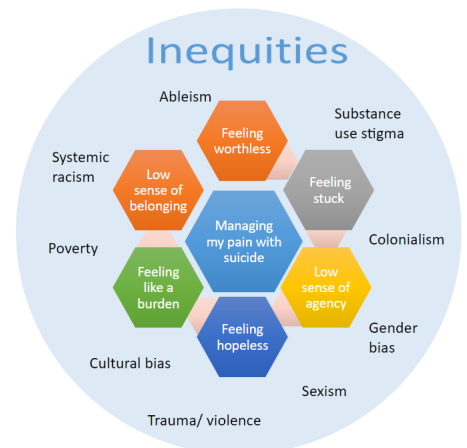 Inequities
Ableism
Substance
use stigma
Feeling
worthless
Systemic
racism
Low
sense of
belonging
Feeling
stuck
Managing
my pain with
suicide
Colonialism
Poverty
Feeling
like a
burden
Low
sense of
agency
Feeling
hopeless
Gender
bias
Cultural bias
Sexism
Trauma/ violence